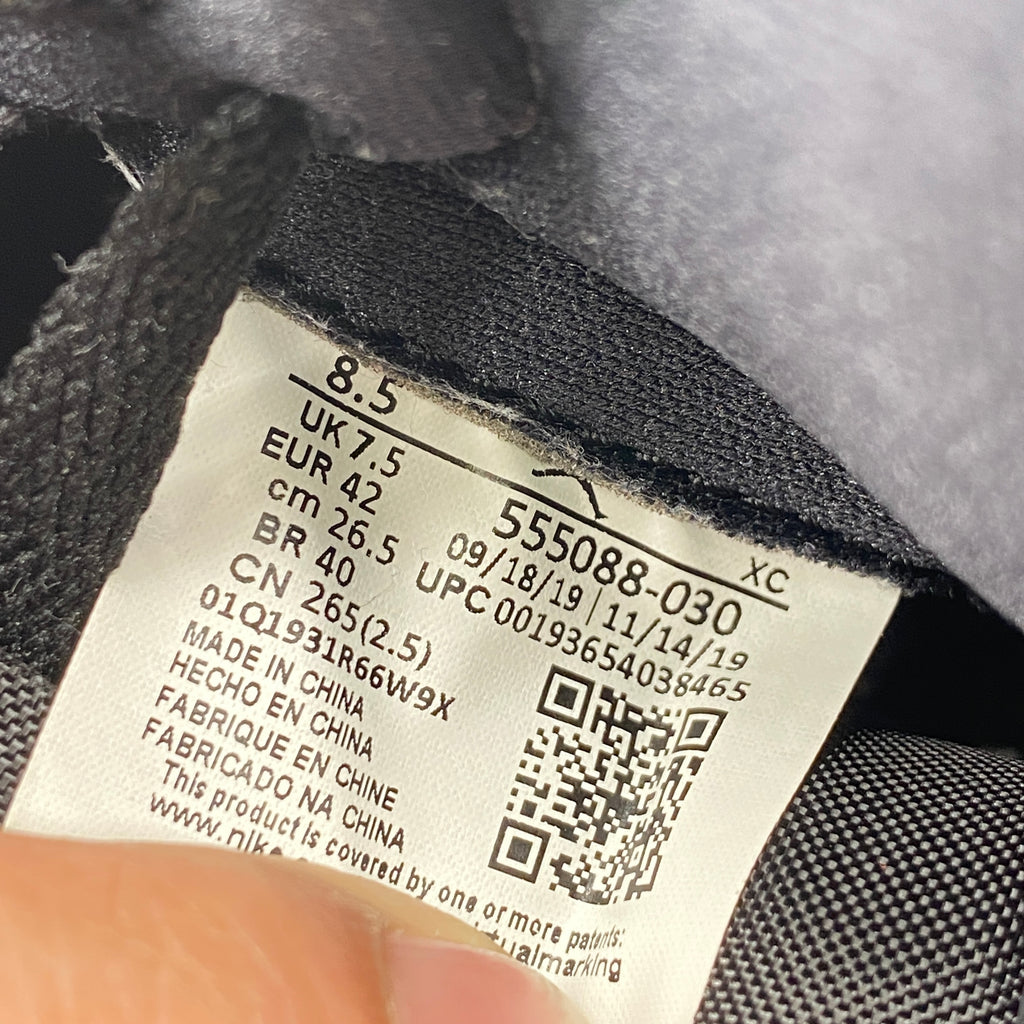 8.5
XC
UK 7.5
EUR 42
cm 26.5
BR 40
CN 265(2.5)
555088-030
09/18/19 | 11/14/19
UPC 00193654038465
01Q1931R66W9X
MADE IN CHINA
HECHO EN CHINA
FABRIQUE EN CHINE
FABRICADO NA CHINA
This product is covered by one or more patents: